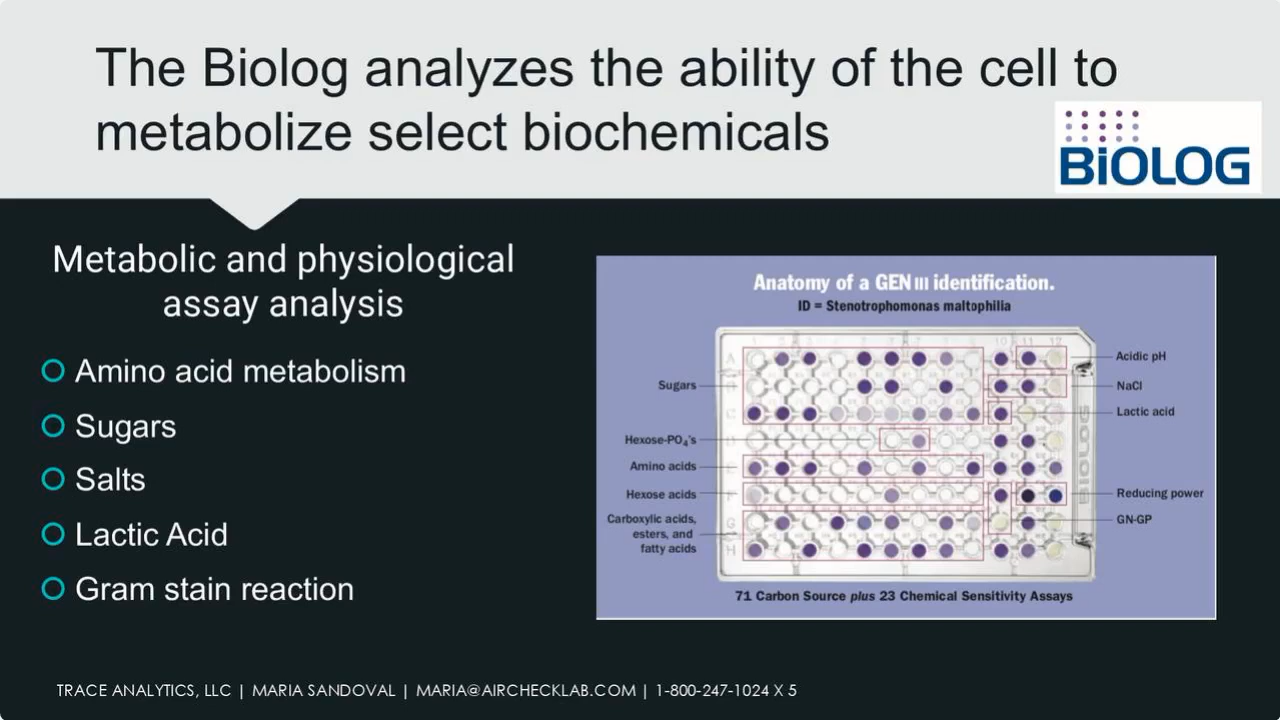 The Biolog analyzes the ability of the cell to
metabolize select biochemicals
BiOLOG
Metabolic and physiological
assay analysis
Amino acid metabolism
Sugars
Salts
Lactic Acid
Gram stain reaction
Anatomy of a GEN III identification.
ID = Stenotrophomonas maltophilia
Sugars
Hexose-PO₄'s
Amino acids
Hexose acids
Carboxylic acids,
esters, and
fatty acids
10 11 12
A
C
E
F
G
H
BIOLOG
Acidic pH
NaCl
Lactic acid
Reducing power
GN-GP
71 Carbon Source plus 23 Chemical Sensitivity Assays
TRACE ANALYTICS, LLC | MARIA SANDOVAL | MARIA@AIRCHECKLAB.COM | 1-800-247-1024 X 5